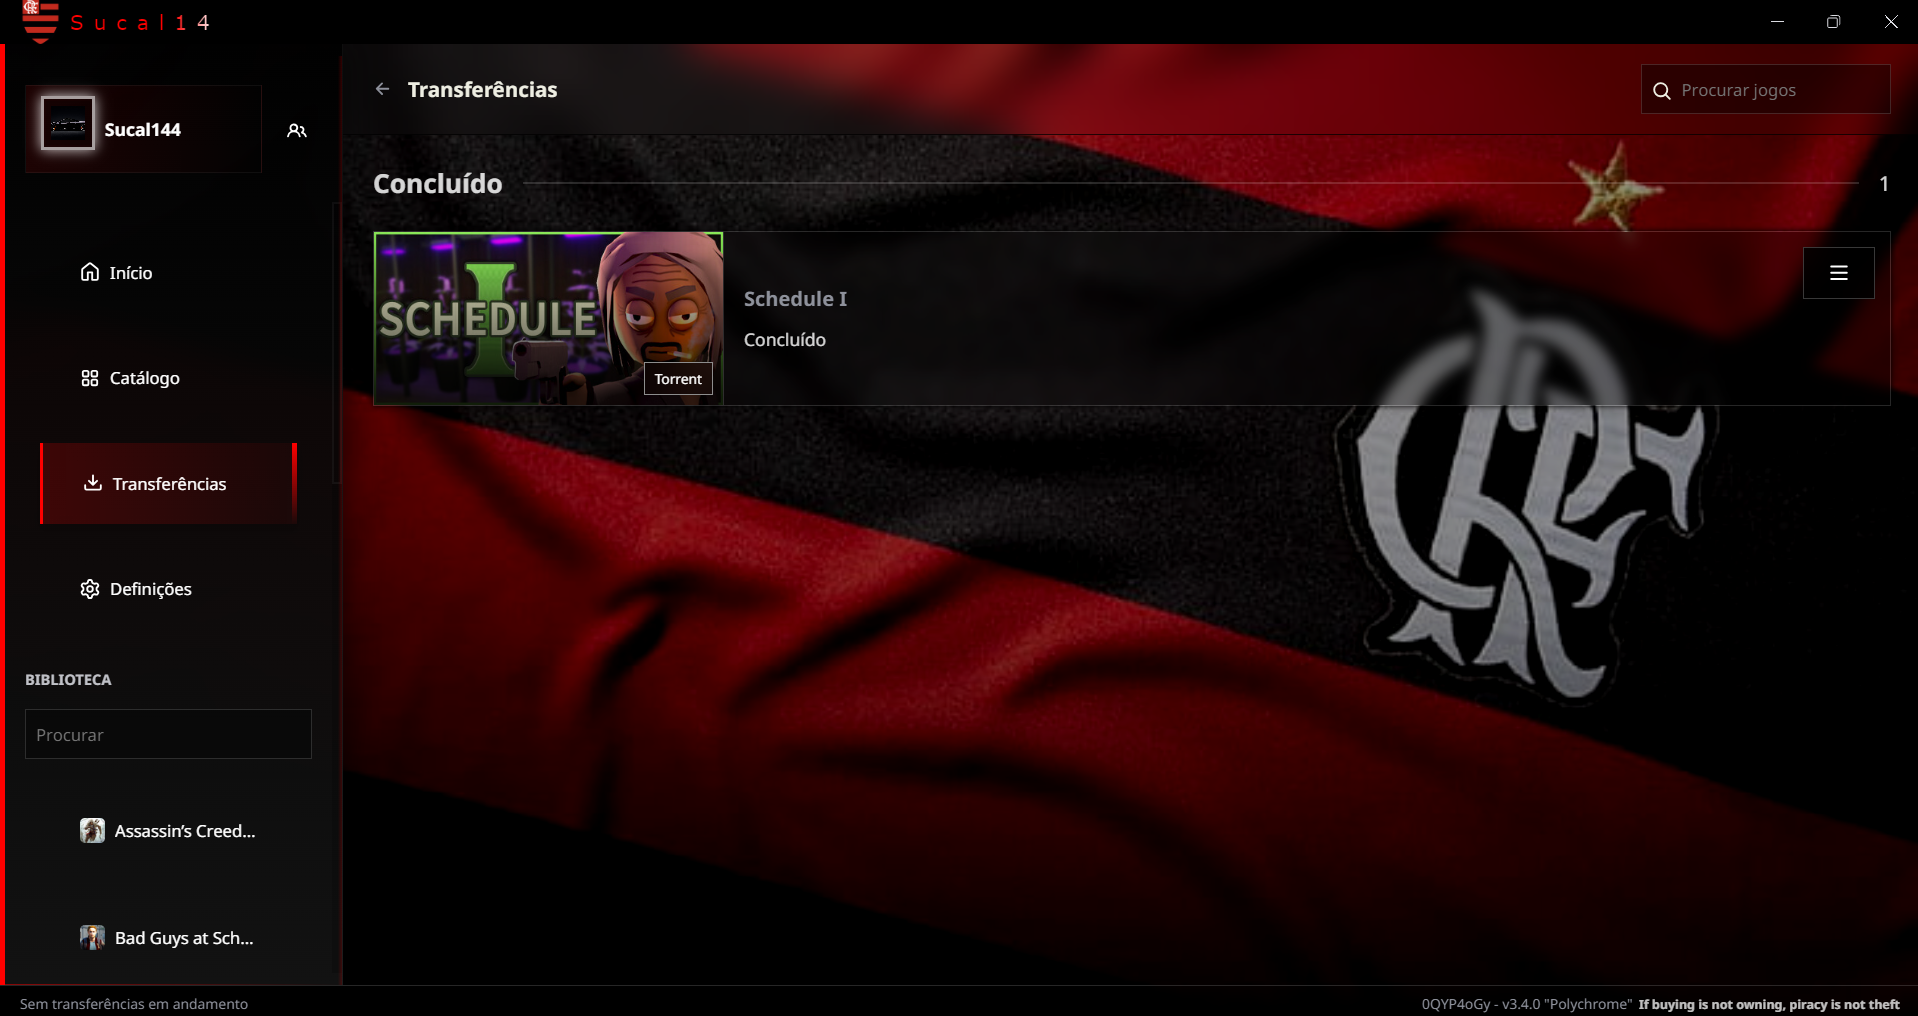 Sucal14
Sucal144
Início
Catálogo
Transferências
Definições
BIBLIOTECA
Procurar
Assassin’s Creed...
Bad Guys at Sch...
Transferências
Procurar jogos
Concluído 1
SCHEDULE I
Torrent
Schedule I
Concluído
Sem transferências em andamento
0QYP4oGy - v3.4.0 "Polychrome" If buying is not owning, piracy is not theft